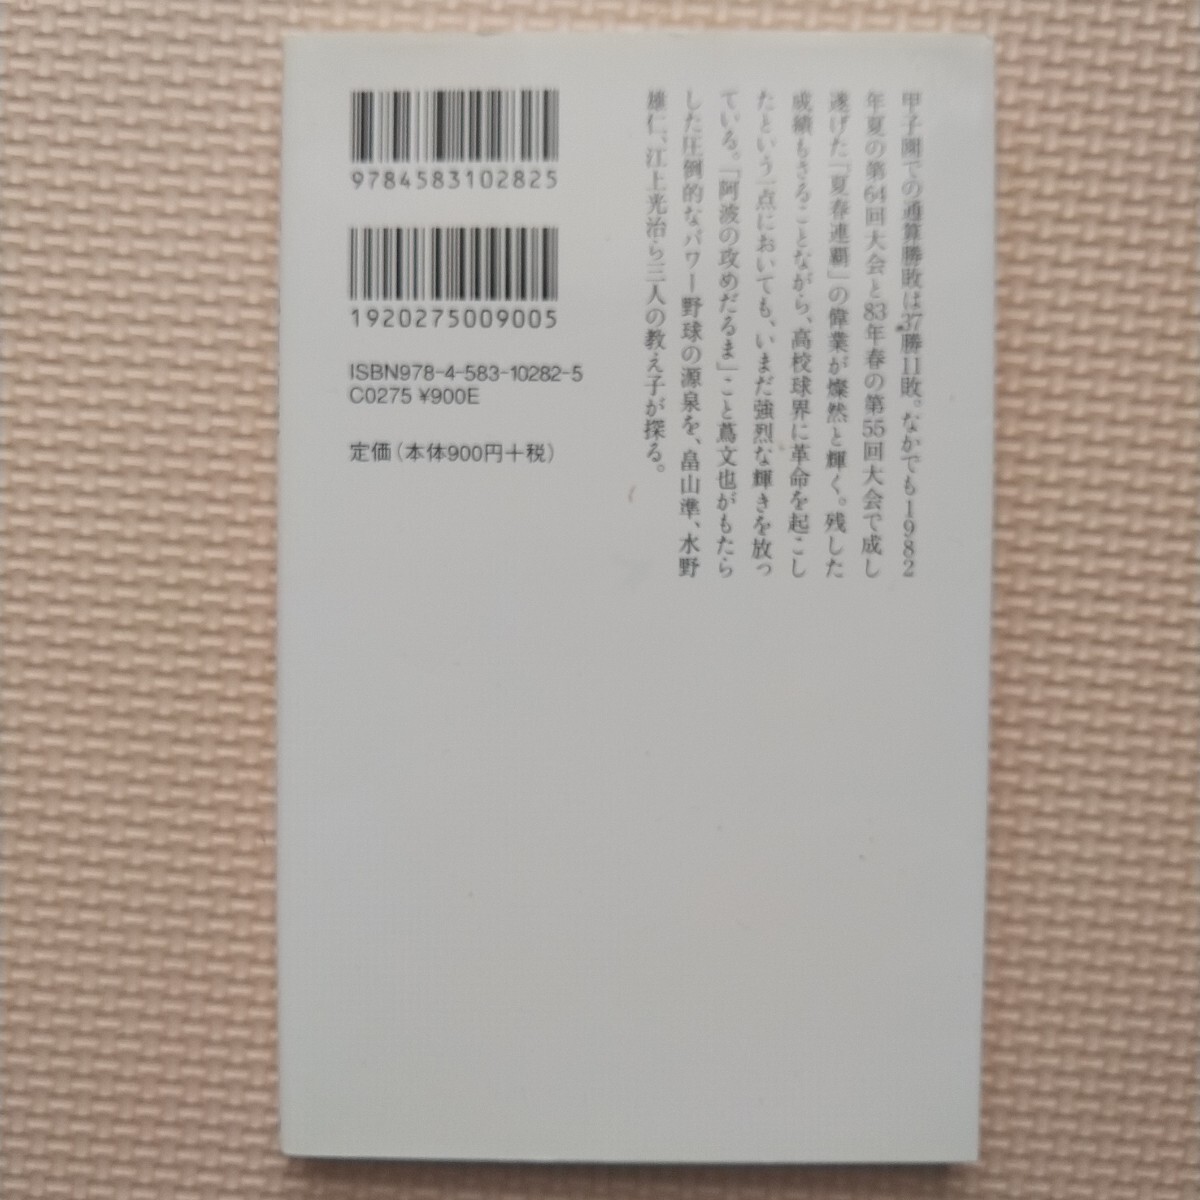 甲子園での通算勝敗は37勝11敗。なかでも1982
年夏の第64回大会と83年春の第55回大会で成し
遂げた「夏春連覇」の偉業が燦然と輝く。残した
成績もさることながら、高校球界に革命を起こし
たという一点においても、いまだ強烈な輝きを放っ
ている。「阿波の攻めだるま」こと蔦文也がもたら
した圧倒的なパワー野球の源泉を、畠山準、水野
雄仁、江上光治ら三人の教え子が探る。
9784583102825
1920275009005
ISBN978-4-583-10282-5
C0275 ¥900E
定価(本体900円+税)